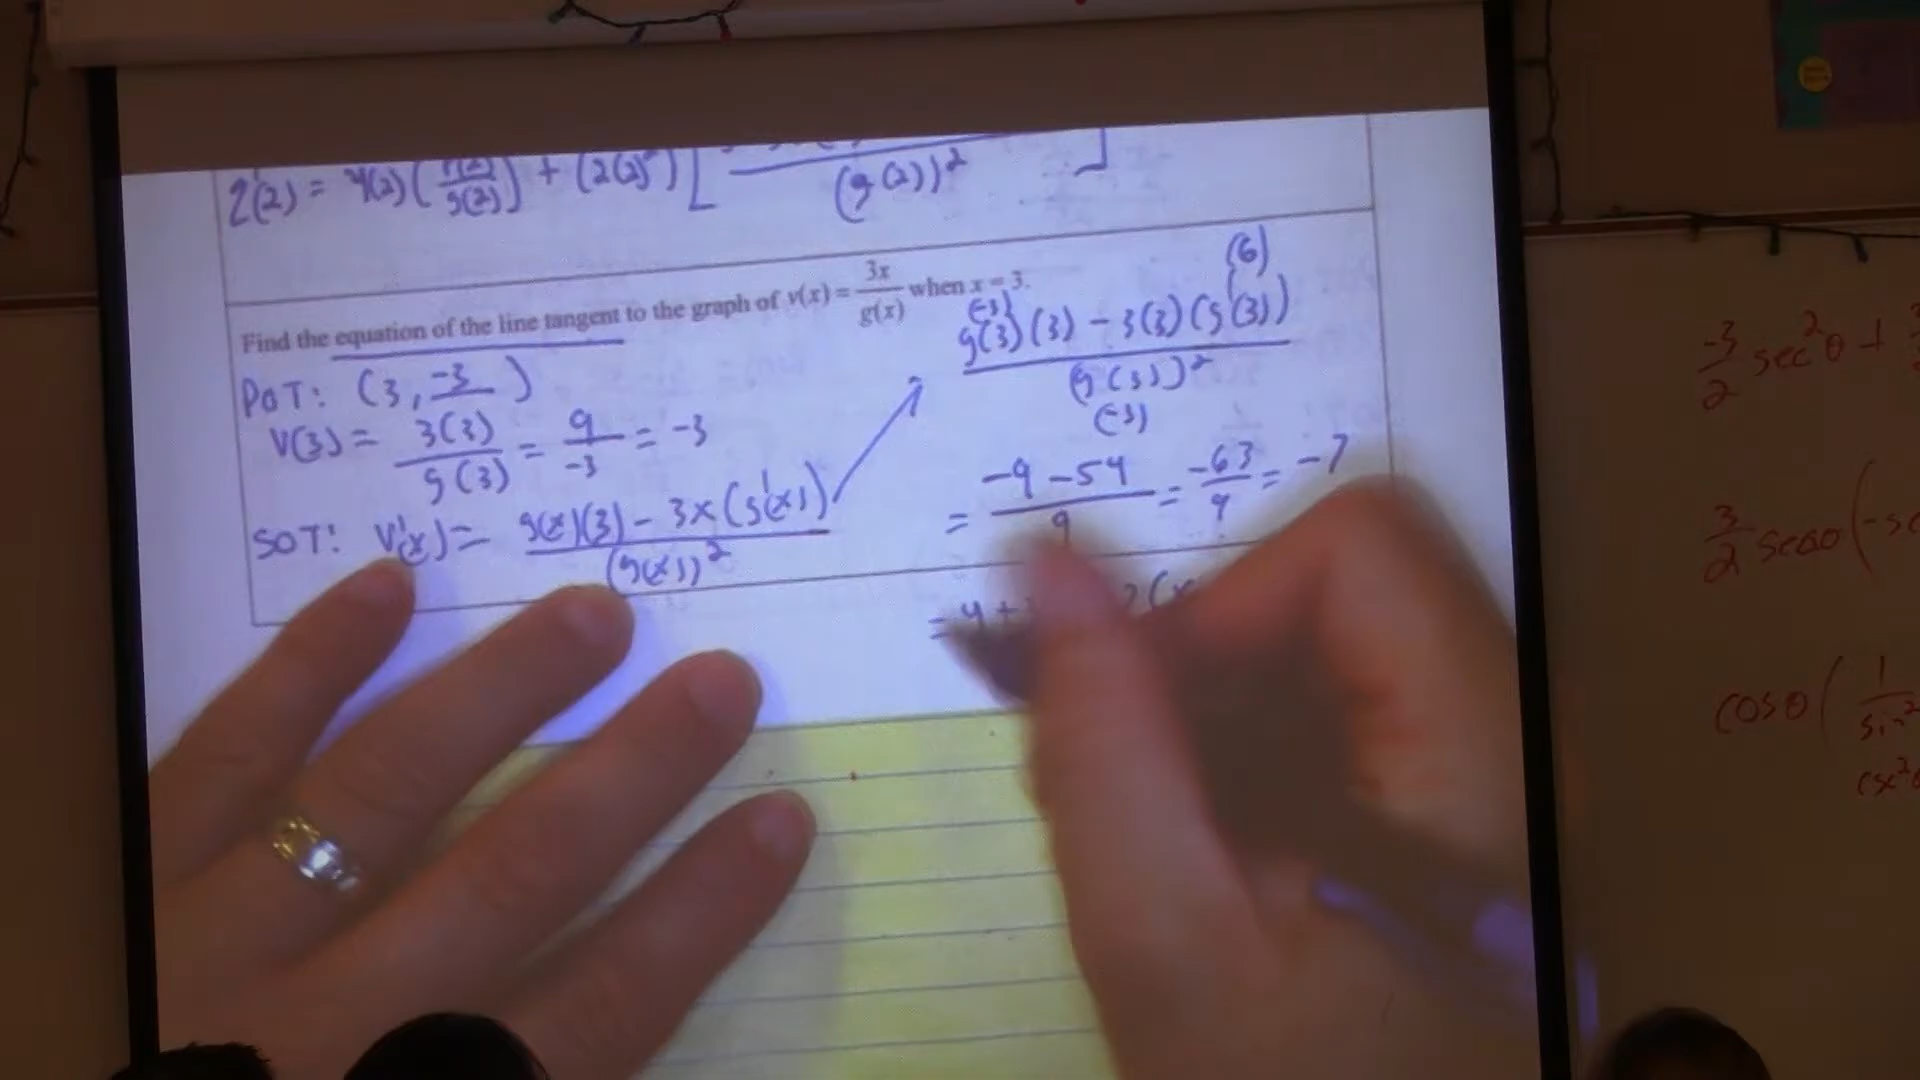 q'(2) = 4(2) ( / g(2) ) + (2(2)² ) [ / (g(2))² ]
Find the equation of the line tangent to the graph of v(x) = 3x / g(x) when x = 3.
POT: (3, -3 )
V(3) = 3(3) / g(3) = 9 / -3 = -3
SOT: V'(x) = g(x)(3) - 3x(g'(x)) / (g(x))²
(-3) (6)
g(3)(3) - 3(3)(g'(3)) / (g(3))²
(-3)
= -9 - 54 / 9 = -63 / 9 = -7
= y +
-3/2 sec²θ +
3/2 secθ (
cosθ ( 1 / sin²
csc²